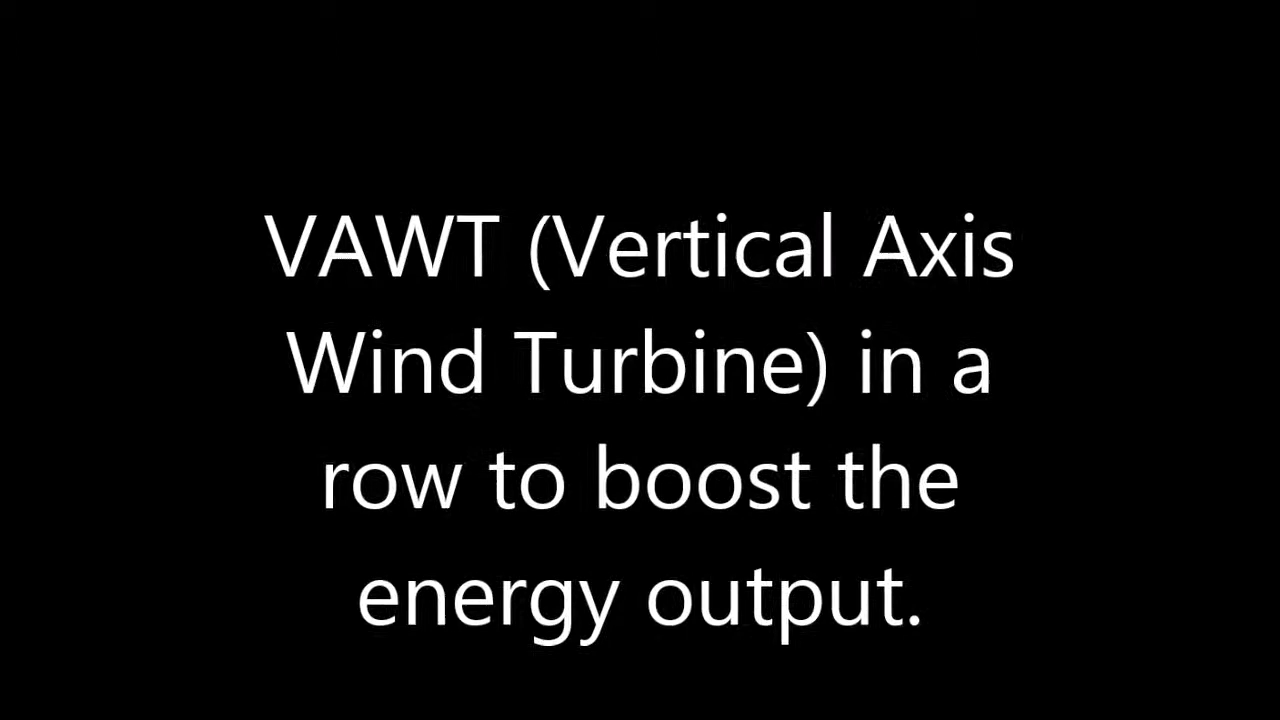 VAWT (Vertical Axis
Wind Turbine) in a
row to boost the
energy output.